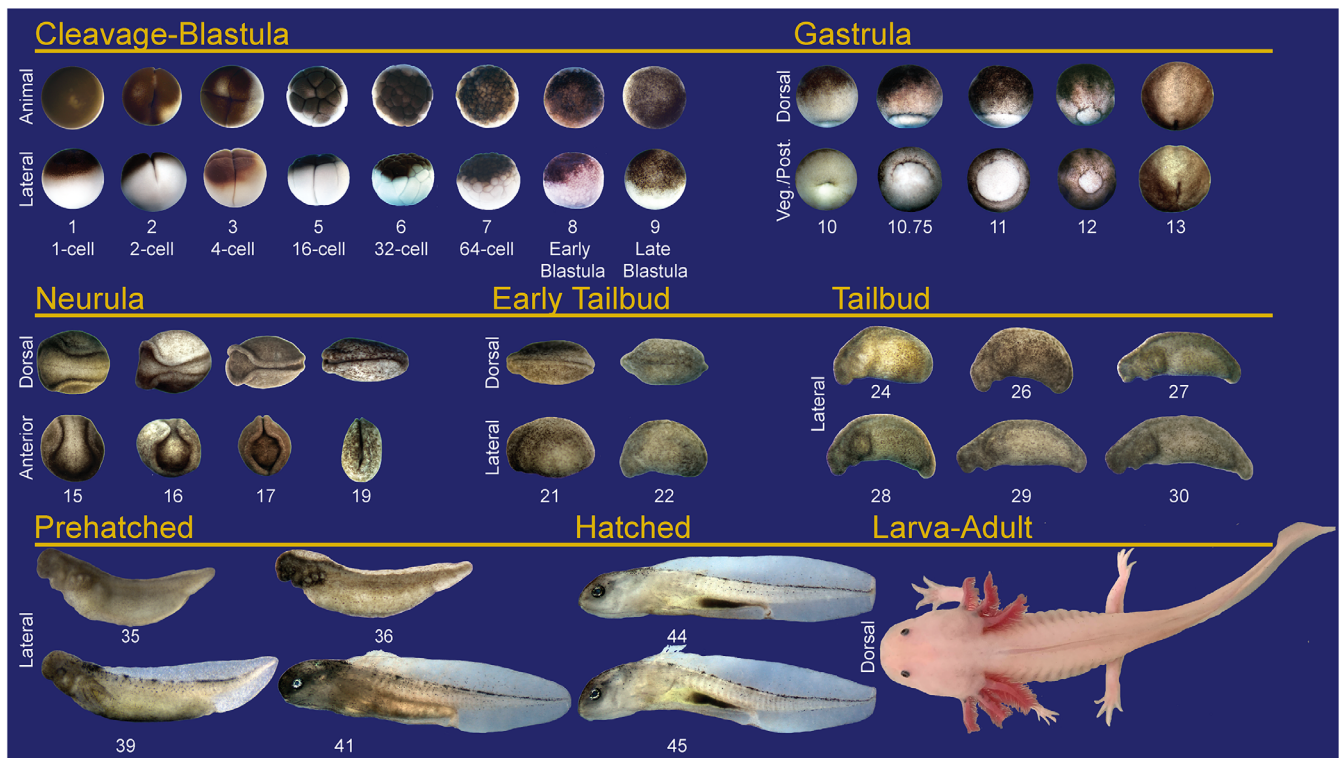 Cleavage-Blastula
Gastrula
Animal
Dorsal
Lateral
Veg./Post.
1 2 3 5 6 7 8 9
1-cell 2-cell 4-cell 16-cell 32-cell 64-cell Early Late
Blastula Blastula
10 10.75 11 12 13
Neurula
Early Tailbud
Tailbud
Dorsal
Anterior
15 16 17 19
Dorsal
Lateral
21 22
Lateral
24 26 27
28 29 30
Prehatched
Hatched
Larva-Adult
Lateral
35 36
39 41
44
45
Dorsal